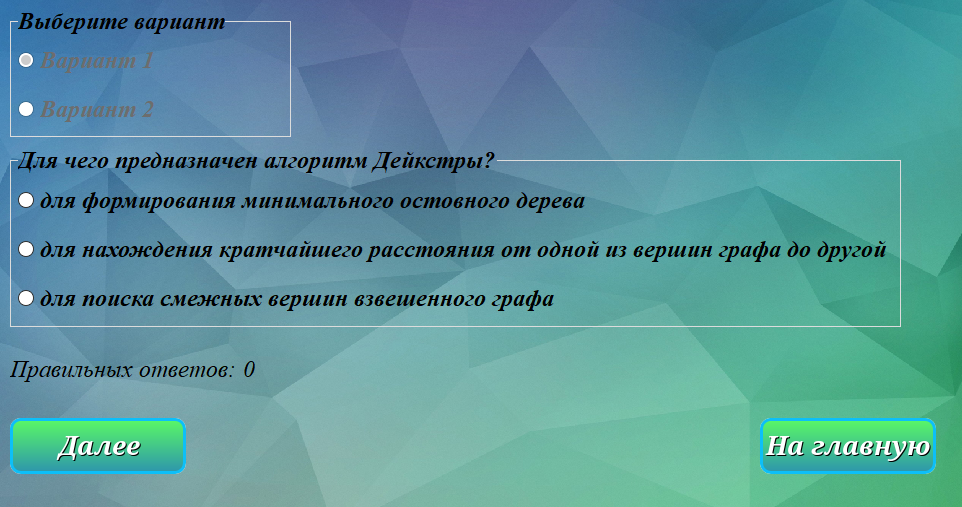 Выберите вариант
Вариант 1
Вариант 2
Для чего предназначен алгоритм Дейкстры?
для формирования минимального остовного дерева
для нахождения кратчайшего расстояния от одной из вершин графа до другой
для поиска смежных вершин взвешенного графа
Правильных ответов: 0
Далее
На главную